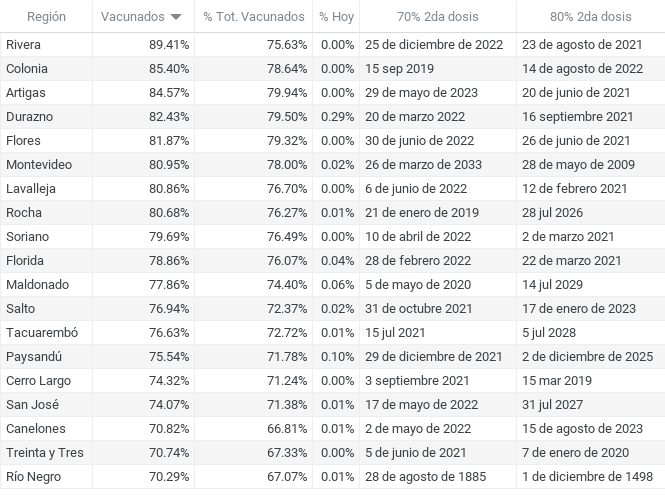 Región Vacunados % Tot. Vacunados % Hoy 70% 2da dosis 80% 2da dosis
Rivera 89.41% 75.63% 0.00% 25 de diciembre de 2022 23 de agosto de 2021
Colonia 85.40% 78.64% 0.00% 15 sep 2019 14 de agosto de 2022
Artigas 84.57% 79.94% 0.00% 29 de mayo de 2023 20 de junio de 2021
Durazno 82.43% 79.50% 0.29% 20 de marzo de 2022 16 septiembre 2021
Flores 81.87% 79.32% 0.00% 30 de junio de 2022 26 de junio de 2021
Montevideo 80.95% 78.00% 0.02% 26 de marzo de 2033 28 de mayo de 2009
Lavalleja 80.86% 76.70% 0.00% 6 de junio de 2022 12 de febrero de 2021
Rocha 80.68% 76.27% 0.01% 21 de enero de 2019 28 jul 2026
Soriano 79.69% 76.49% 0.00% 10 de abril de 2022 2 de marzo de 2021
Florida 78.86% 76.07% 0.04% 28 de febrero de 2022 22 de marzo de 2021
Maldonado 77.86% 74.40% 0.06% 5 de mayo de 2020 14 jul 2029
Salto 76.94% 72.37% 0.02% 31 de octubre de 2021 17 de enero de 2023
Tacuarembó 76.63% 72.72% 0.01% 15 jul 2021 5 jul 2028
Paysandú 75.54% 71.78% 0.10% 29 de diciembre de 2021 2 de diciembre de 2025
Cerro Largo 74.32% 71.24% 0.00% 3 septiembre 2021 15 mar 2019
San José 74.07% 71.38% 0.01% 17 de mayo de 2022 31 jul 2027
Canelones 70.82% 66.81% 0.01% 2 de mayo de 2022 15 de agosto de 2023
Treinta y Tres 70.74% 67.33% 0.00% 5 de junio de 2021 7 de enero de 2020
Río Negro 70.29% 67.07% 0.01% 28 de agosto de 1885 1 de diciembre de 1498